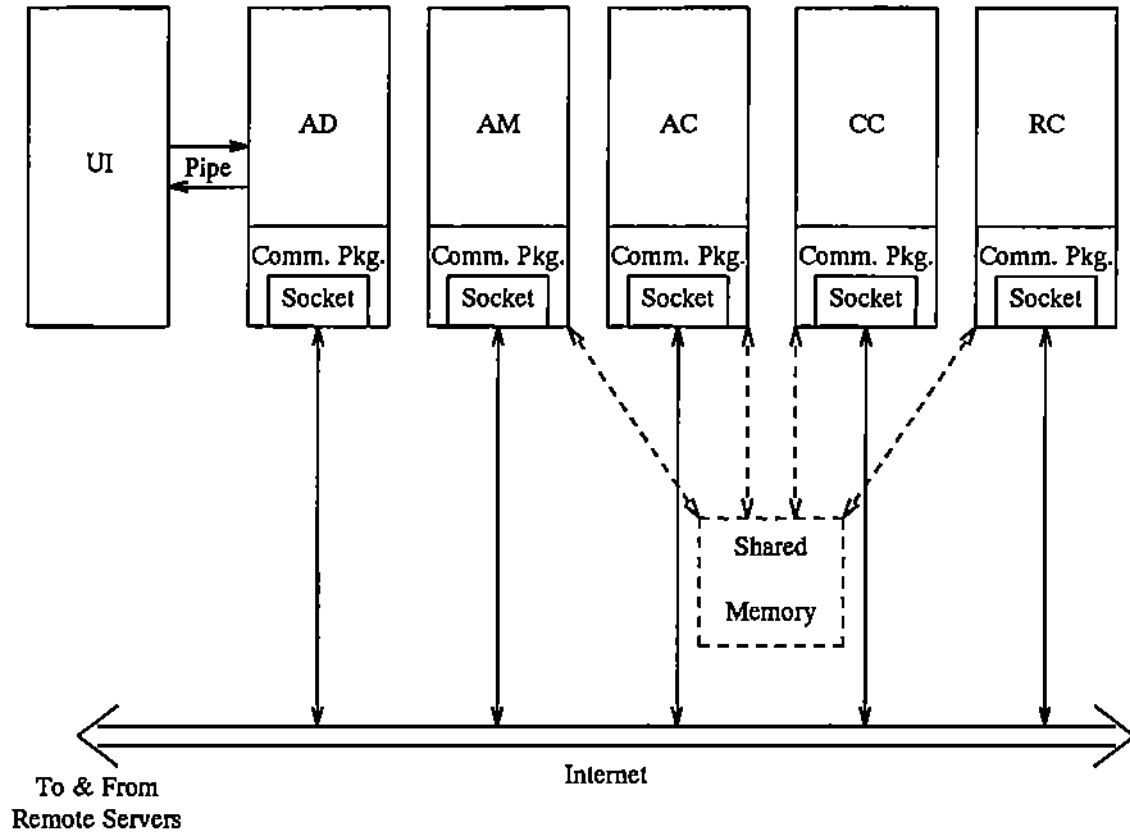 UI
Pipe
AD
AM
AC
CC
RC
Comm. Pkg.
Comm. Pkg.
Comm. Pkg.
Comm. Pkg.
Comm. Pkg.
Socket
Socket
Socket
Socket
Socket
Shared
Memory
Internet
To & From
Remote Servers